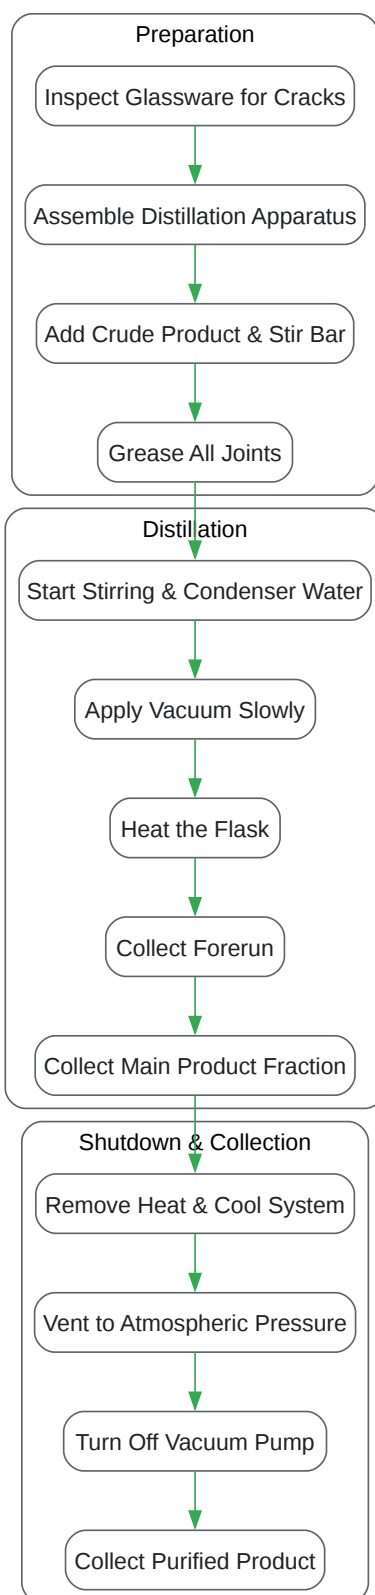 Preparation
Inspect Glassware for Cracks
Assemble Distillation Apparatus
Add Crude Product & Stir Bar
Grease All Joints
Distillation
Start Stirring & Condenser Water
Apply Vacuum Slowly
Heat the Flask
Collect Forerun
Collect Main Product Fraction
Shutdown & Collection
Remove Heat & Cool System
Vent to Atmospheric Pressure
Turn Off Vacuum Pump
Collect Purified Product